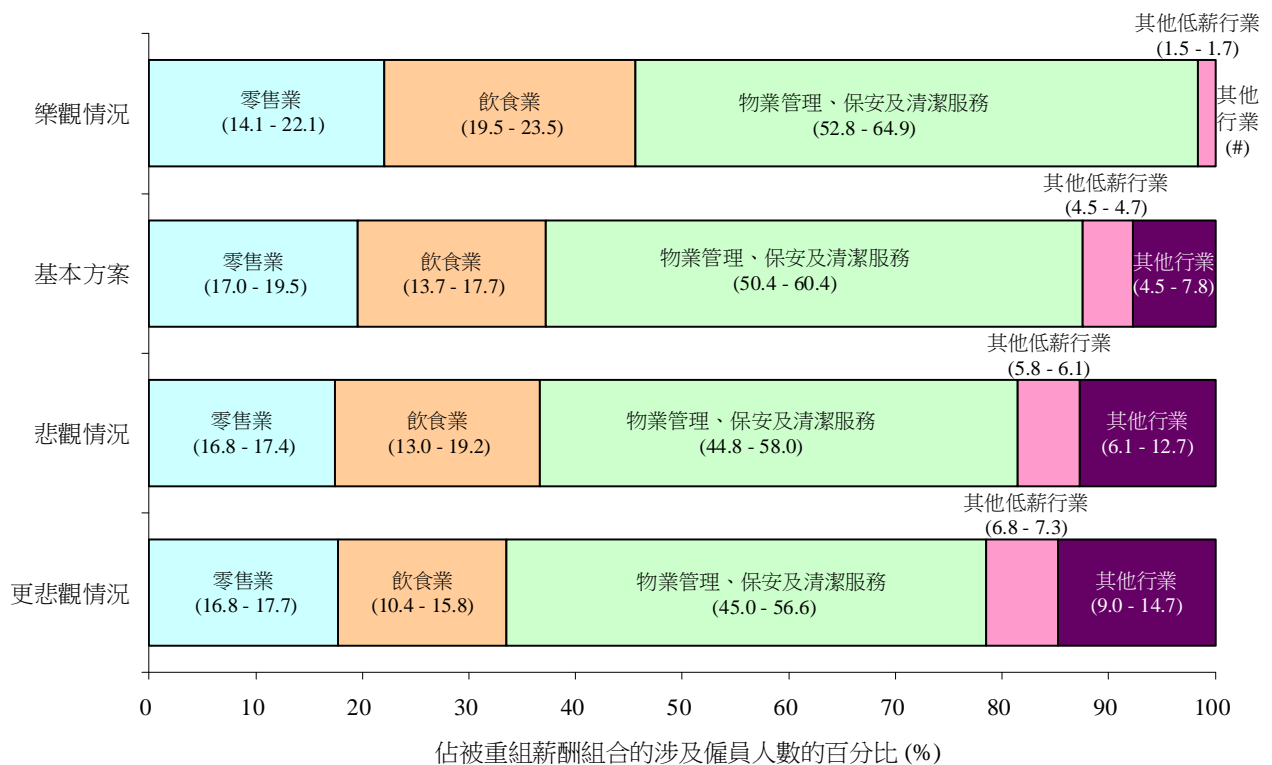 其他低薪行業
(1.5 - 1.7)
樂觀情況
零售業
(14.1 - 22.1)
飲食業
(19.5 - 23.5)
物業管理、保安及清潔服務
(52.8 - 64.9)
其他
行業
(#)
其他低薪行業
(4.5 - 4.7)
基本方案
零售業
(17.0 - 19.5)
飲食業
(13.7 - 17.7)
物業管理、保安及清潔服務
(50.4 - 60.4)
其他行業
(4.5 - 7.8)
其他低薪行業
(5.8 - 6.1)
悲觀情況
零售業
(16.8 - 17.4)
飲食業
(13.0 - 19.2)
物業管理、保安及清潔服務
(44.8 - 58.0)
其他行業
(6.1 - 12.7)
其他低薪行業
(6.8 - 7.3)
更悲觀情況
零售業
(16.8 - 17.7)
飲食業
(10.4 - 15.8)
物業管理、保安及清潔服務
(45.0 - 56.6)
其他行業
(9.0 - 14.7)
0 10 20 30 40 50 60 70 80 90 100
佔被重組薪酬組合的涉及僱員人數的百分比 (%)